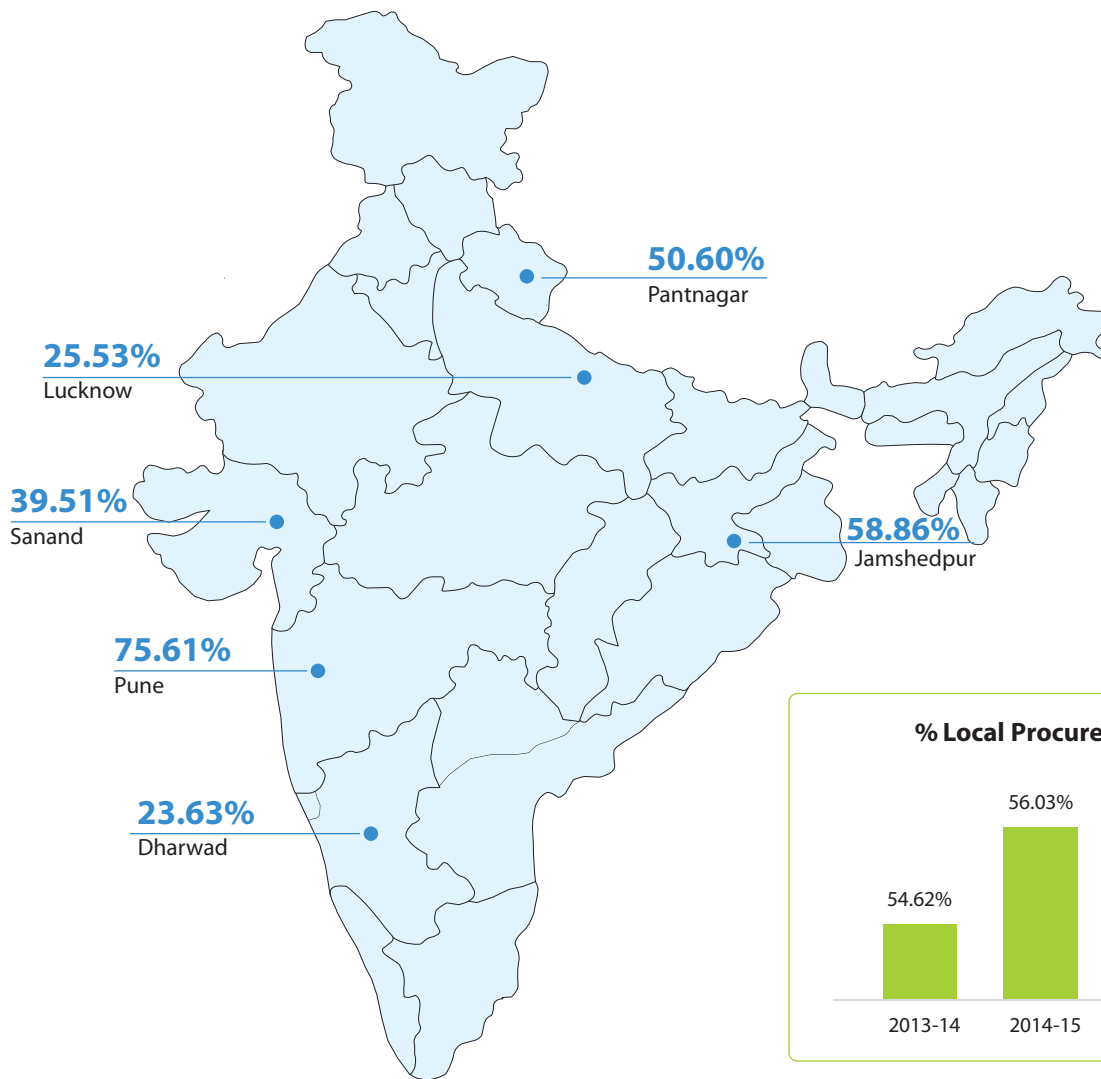 50.60%
Pantnagar
25.53%
Lucknow
39.51%
Sanand
58.86%
Jamshedpur
75.61%
Pune
23.63%
Dharwad
% Local Procure
56.03%
54.62%
2013-14 2014-15